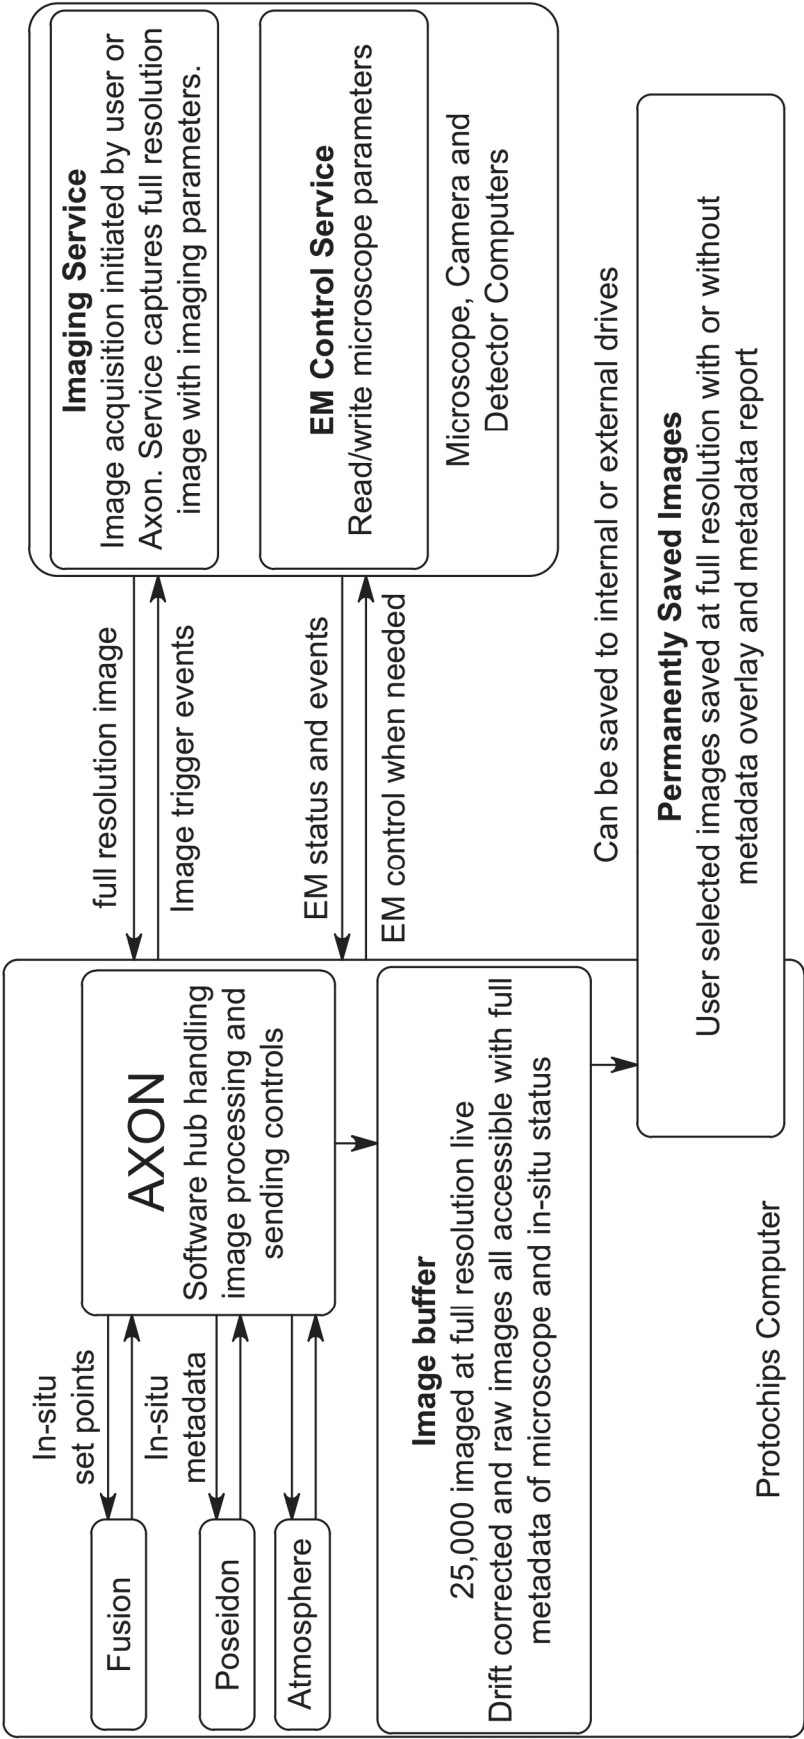 In-situ
set points
In-situ
metadata
Fusion
Poseidon
Atmosphere
AXON
Software hub handling
image processing and
sending controls
full resolution image
Image trigger events
EM status and events
EM control when needed
Imaging Service
Image acquisition initiated by user or
Axon. Service captures full resolution
image with imaging parameters.
EM Control Service
Read/write microscope parameters
Microscope, Camera and
Detector Computers
Image buffer
25,000 imaged at full resolution live
Drift corrected and raw images all accessible with full
metadata of microscope and in-situ status
Can be saved to internal or external drives
Permanently Saved Images
User selected images saved at full resolution with or without
metadata overlay and metadata report
Protochips Computer